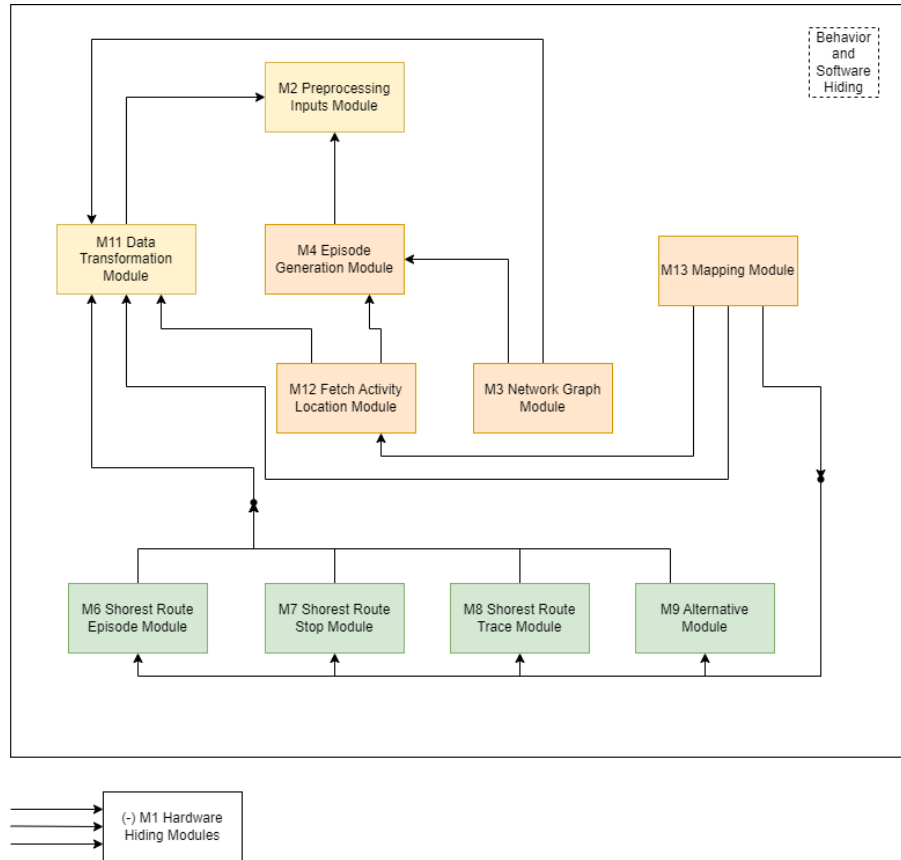 Behavior
and
Software
Hiding
M2 Preprocessing
Inputs Module
M11 Data
Transformation
Module
M4 Episode
Generation Module
M13 Mapping Module
M12 Fetch Activity
Location Module
M3 Network Graph
Module
M6 Shorest Route
Episode Module
M7 Shorest Route
Stop Module
M8 Shorest Route
Trace Module
M9 Alternative
Module
(-) M1 Hardware
Hiding Modules